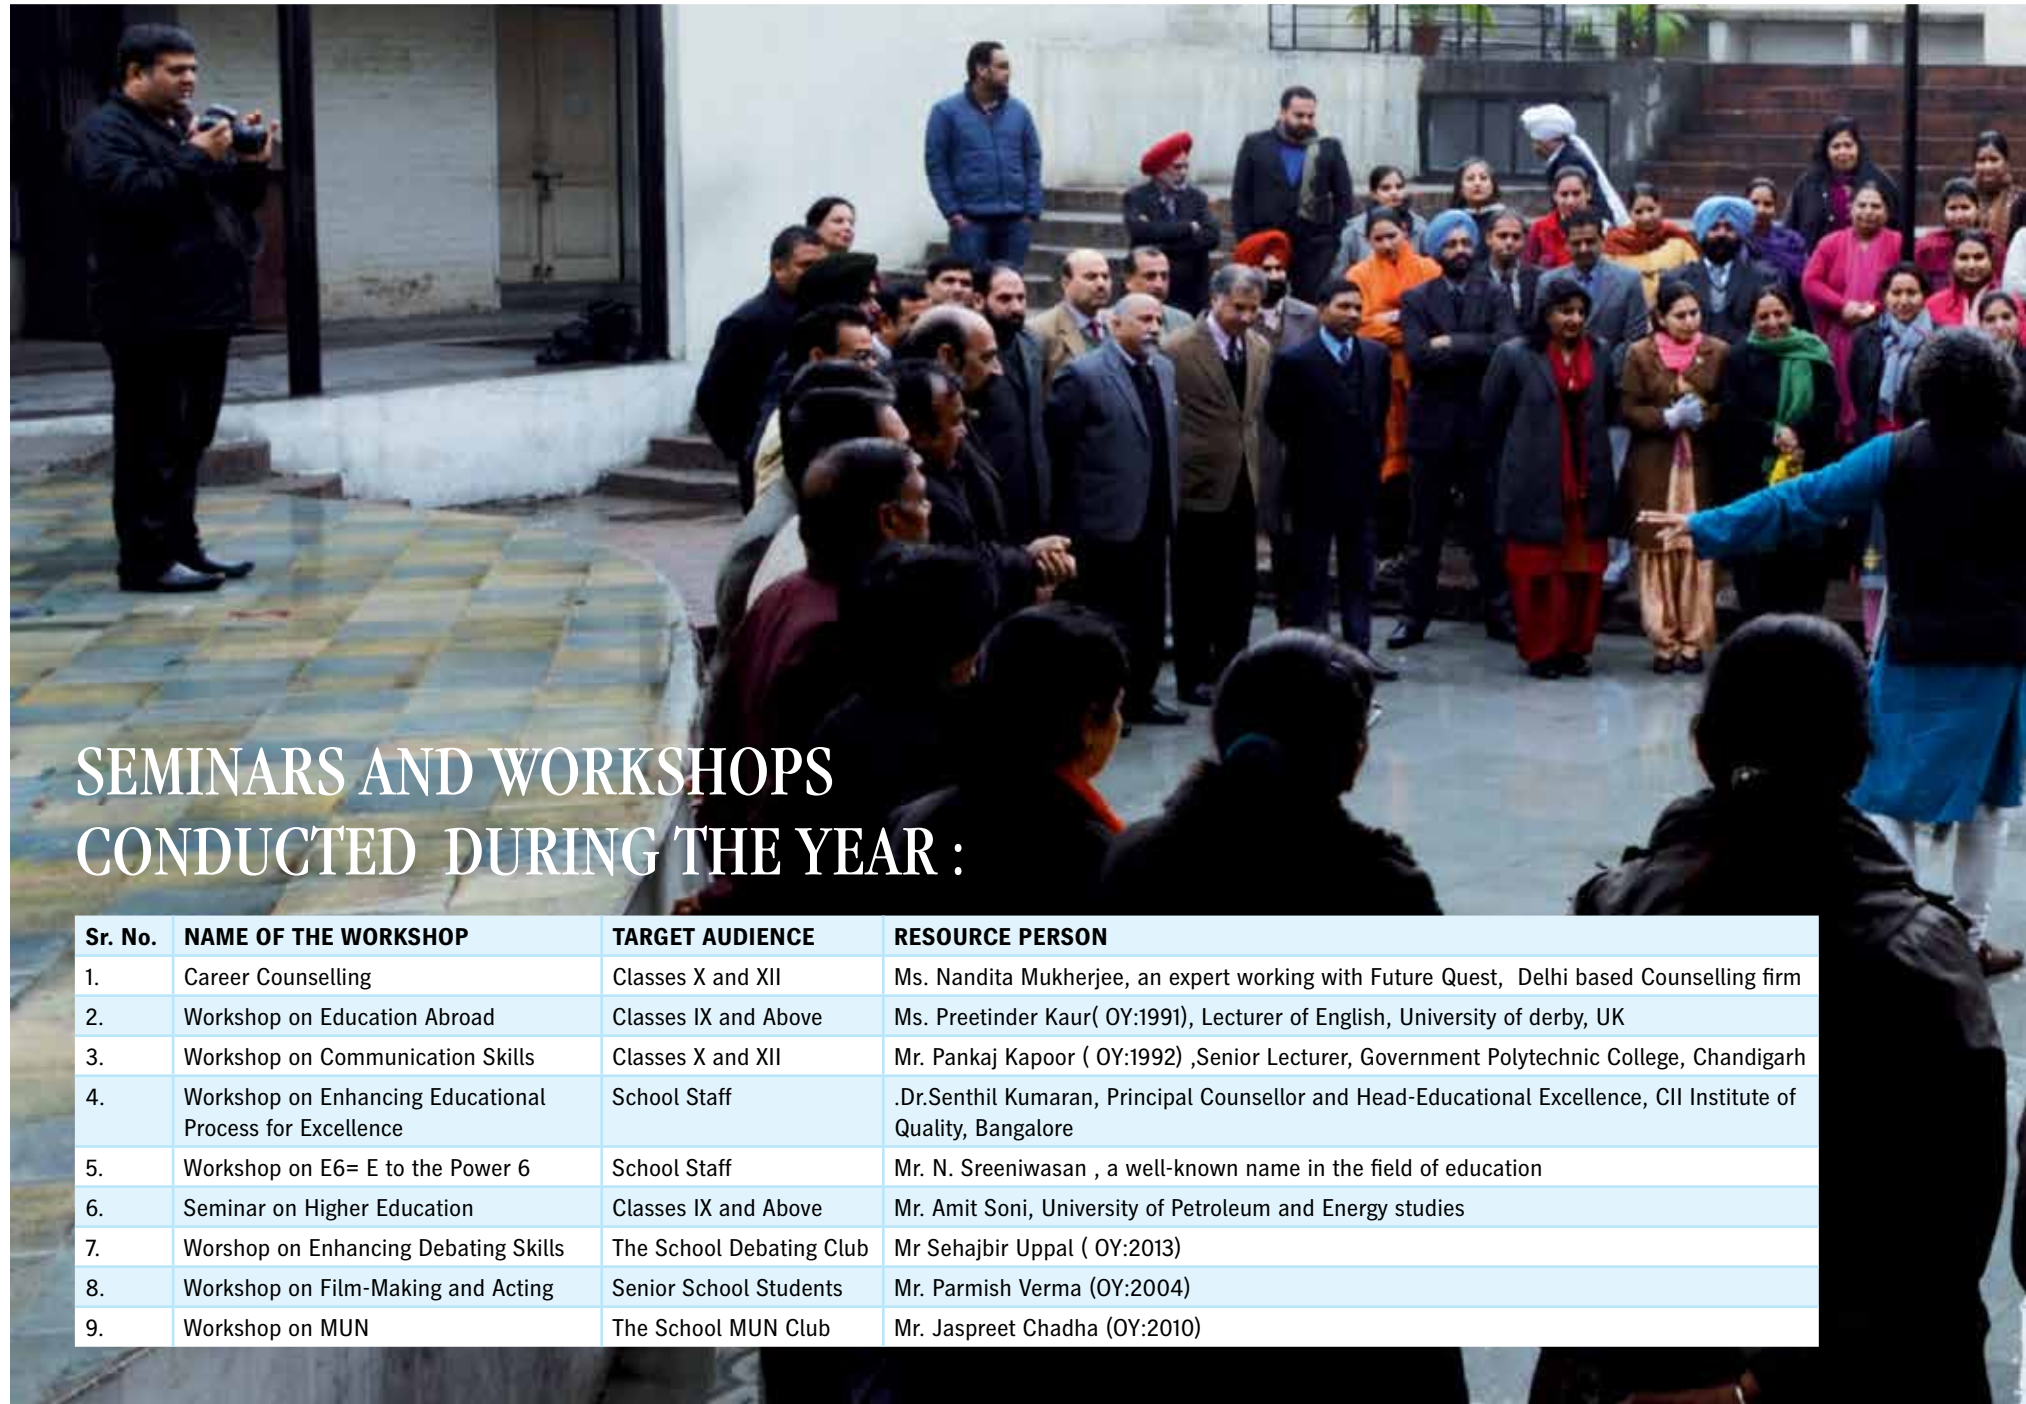 SEMINARS AND WORKSHOPS
CONDUCTED DURING THE YEAR :
Sr. No. NAME OF THE WORKSHOP TARGET AUDIENCE RESOURCE PERSON
1. Career Counselling Classes X and XII Ms. Nandita Mukherjee, an expert working with Future Quest, Delhi based Counselling firm
2. Workshop on Education Abroad Classes IX and Above Ms. Preetinder Kaur( OY:1991), Lecturer of English, University of derby, UK
3. Workshop on Communication Skills Classes X and XII Mr. Pankaj Kapoor ( OY:1992) ,Senior Lecturer, Government Polytechnic College, Chandigarh
4. Workshop on Enhancing Educational School Staff .Dr.Senthil Kumaran, Principal Counsellor and Head-Educational Excellence, CII Institute of
Process for Excellence Quality, Bangalore
5. Workshop on E6= E to the Power 6 School Staff Mr. N. Sreeniwasan , a well-known name in the field of education
6. Seminar on Higher Education Classes IX and Above Mr. Amit Soni, University of Petroleum and Energy studies
7. Worshop on Enhancing Debating Skills The School Debating Club Mr Sehajbir Uppal ( OY:2013)
8. Workshop on Film-Making and Acting Senior School Students Mr. Parmish Verma (OY:2004)
9. Workshop on MUN The School MUN Club Mr. Jaspreet Chadha (OY:2010)